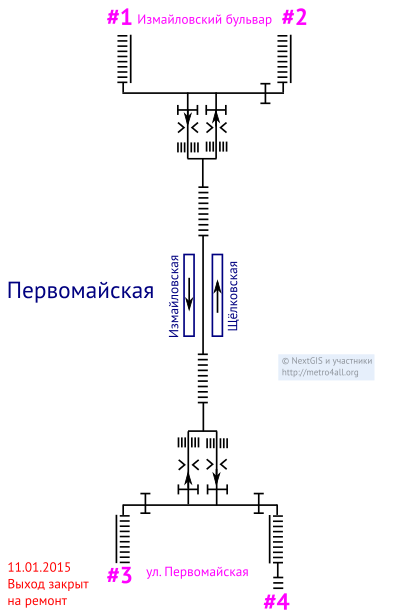 #1 Измайловский бульвар #2
Первомайская
Измайловская
Щёлковская
© NextGIS и участники
http://metro4all.org
11.01.2015
Выход закрыт
на ремонт
#3 ул. Первомайская
#4